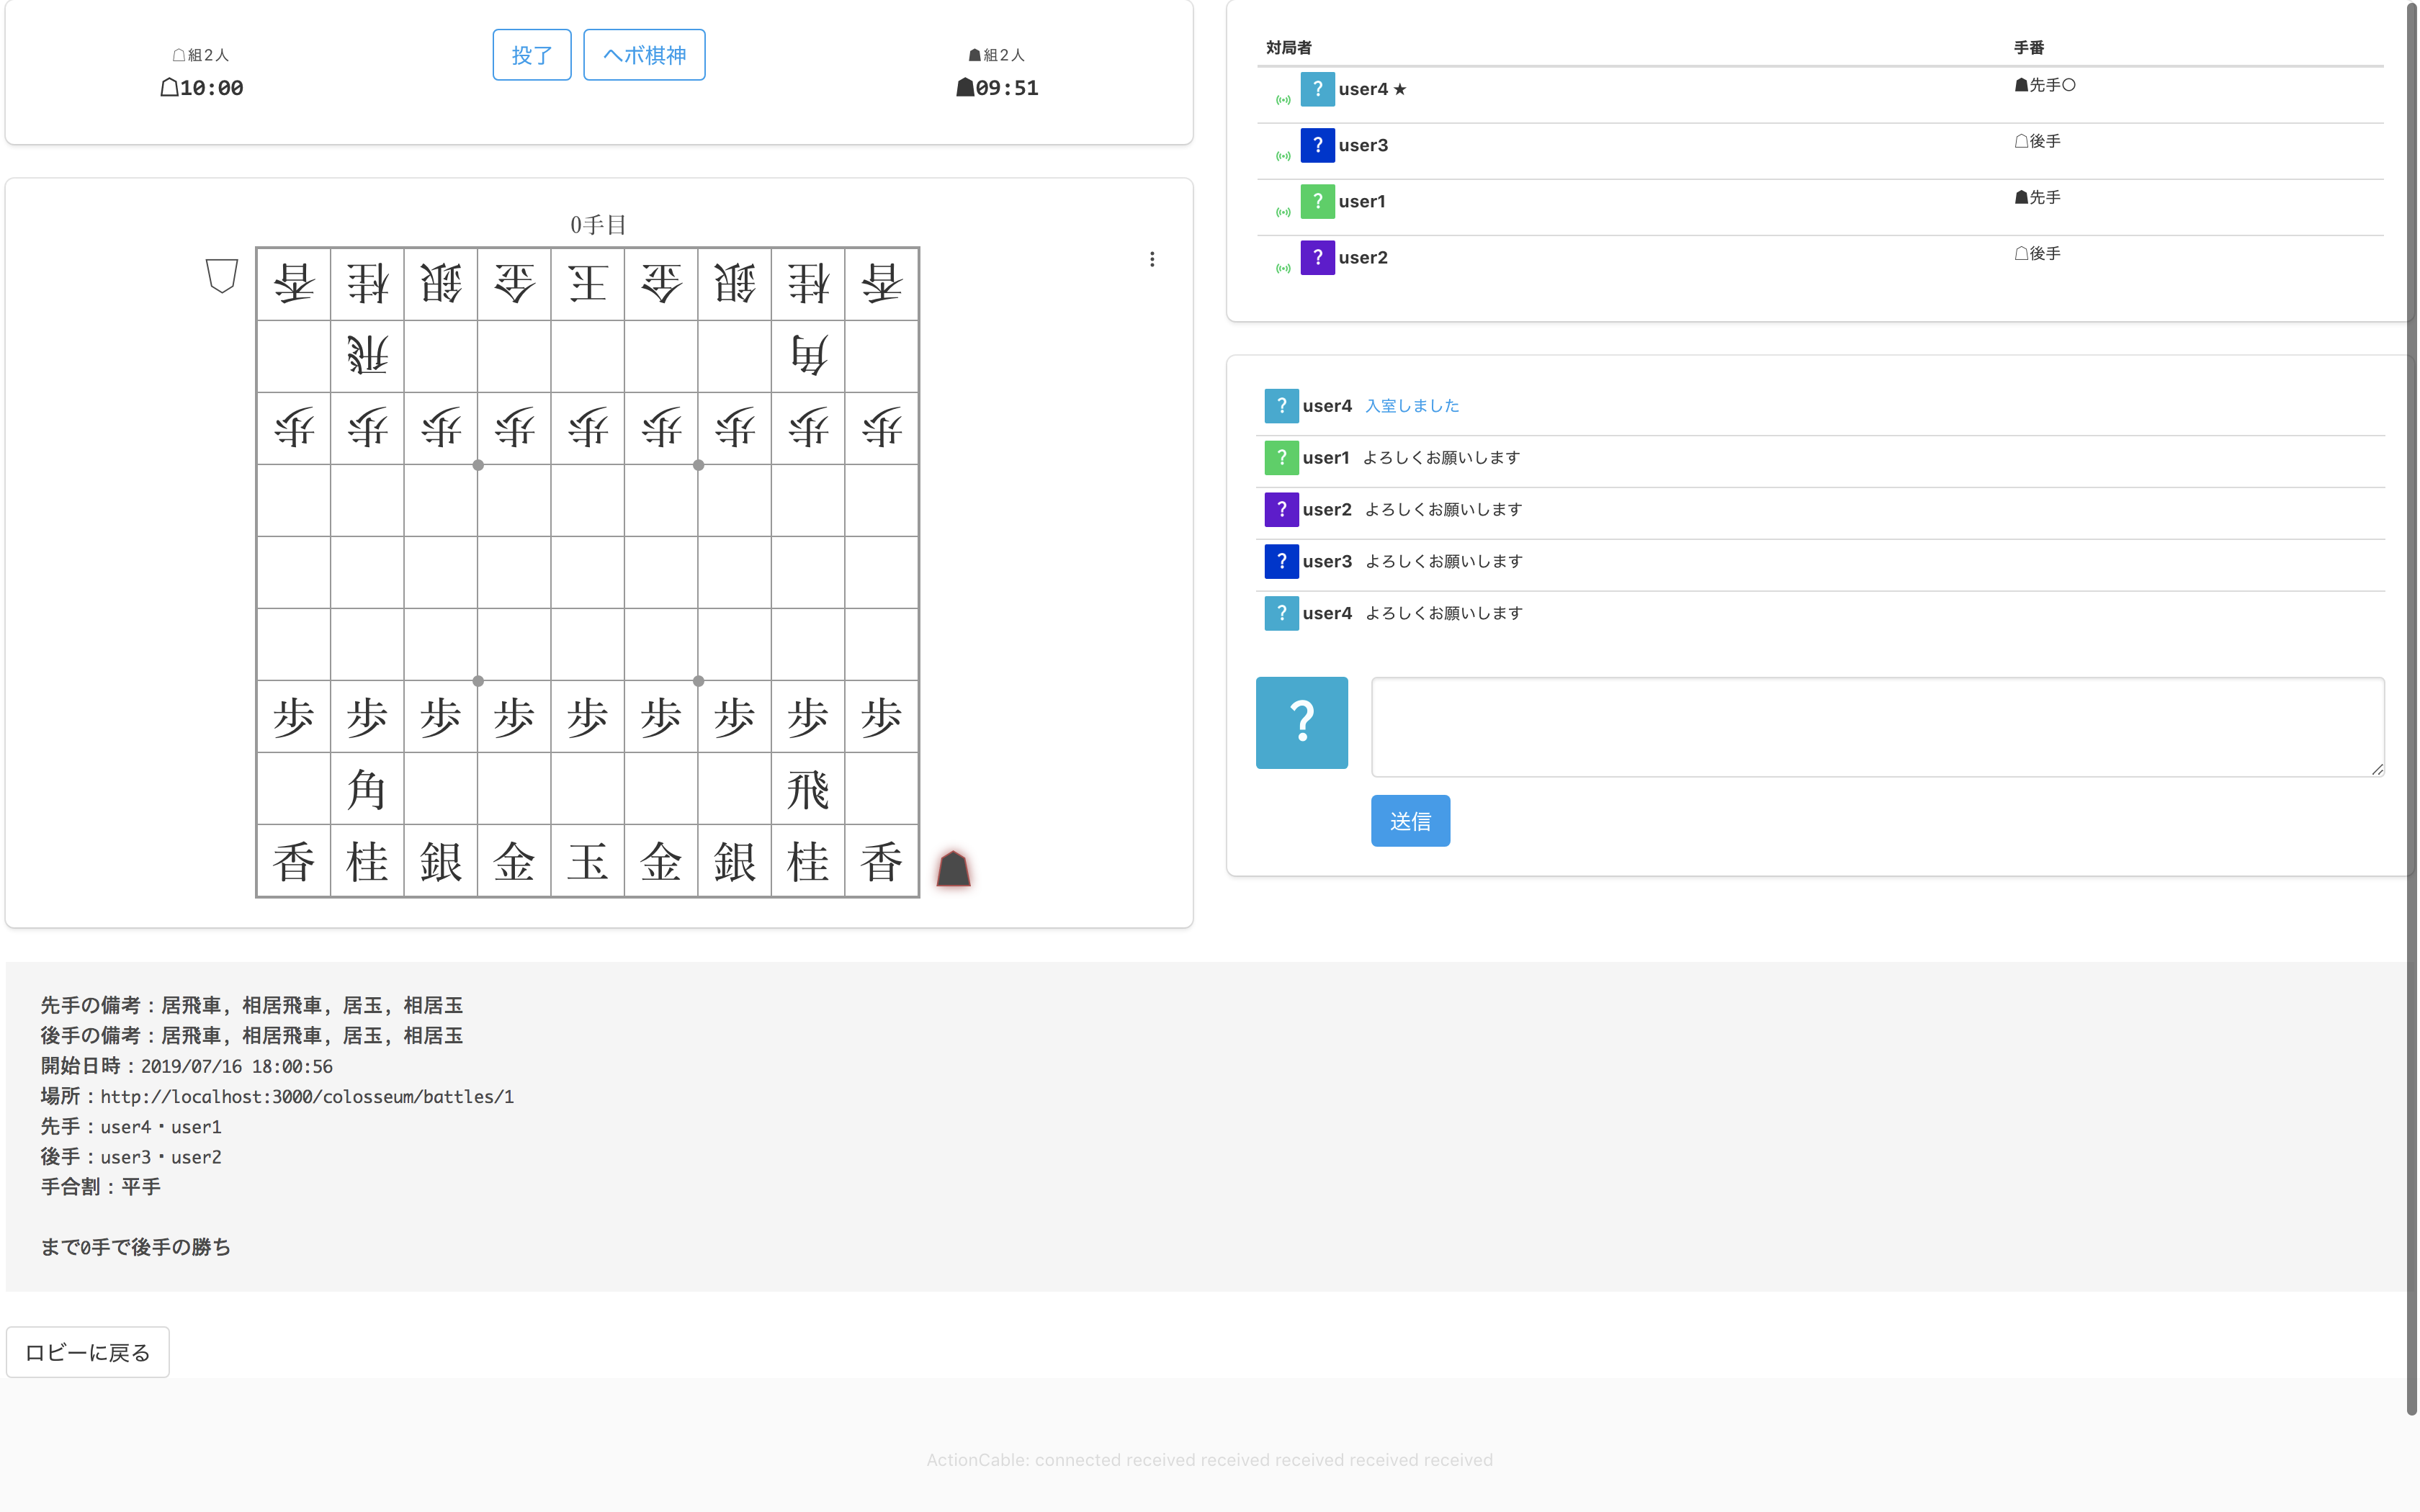 ☖組2人
☖10:00
投了
ヘボ棋神
☗組2人
☗09:51
0手目
香桂銀金王金銀桂香
飛角
歩歩歩歩歩歩歩歩歩
歩歩歩歩歩歩歩歩歩
角飛
香桂銀金玉金銀桂香
対局者 手番
? user4 ★ ☗先手○
? user3 ☖後手
? user1 ☗先手
? user2 ☖後手
? user4 入室しました
? user1 よろしくお願いします
? user2 よろしくお願いします
? user3 よろしくお願いします
? user4 よろしくお願いします
?
送信
先手の備考：居飛車, 相居飛車, 居玉, 相居玉
後手の備考：居飛車, 相居飛車, 居玉, 相居玉
開始日時：2019/07/16 18:00:56
場所：http://localhost:3000/colosseum/battles/1
先手：user4・user1
後手：user3・user2
手合割：平手
まで0手で後手の勝ち
ロビーに戻る
ActionCable: connected received received received received received